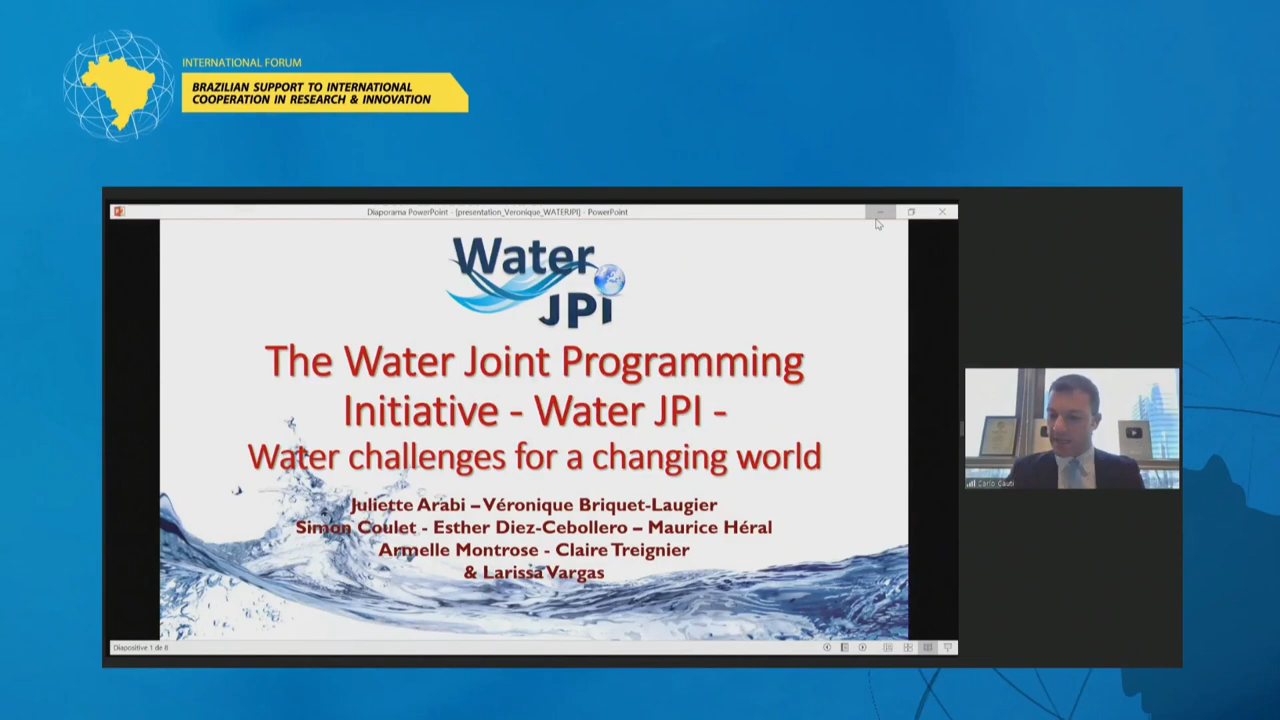 INTERNATIONAL FORUM
BRAZILIAN SUPPORT TO INTERNATIONAL
COOPERATION IN RESEARCH & INNOVATION
Diaporama PowerPoint - [presentation_Veronique_WATERJPI] - PowerPoint
Water
JPI
The Water Joint Programming
Initiative - Water JPI -
Water challenges for a changing world
Juliette Arabi – Véronique Briquet-Laugier
Simon Coulet - Esther Diez-Cebollero – Maurice Héral
Armelle Montrose - Claire Treignier
& Larissa Vargas
Carlo Cauti
Diapositive 1 de 8